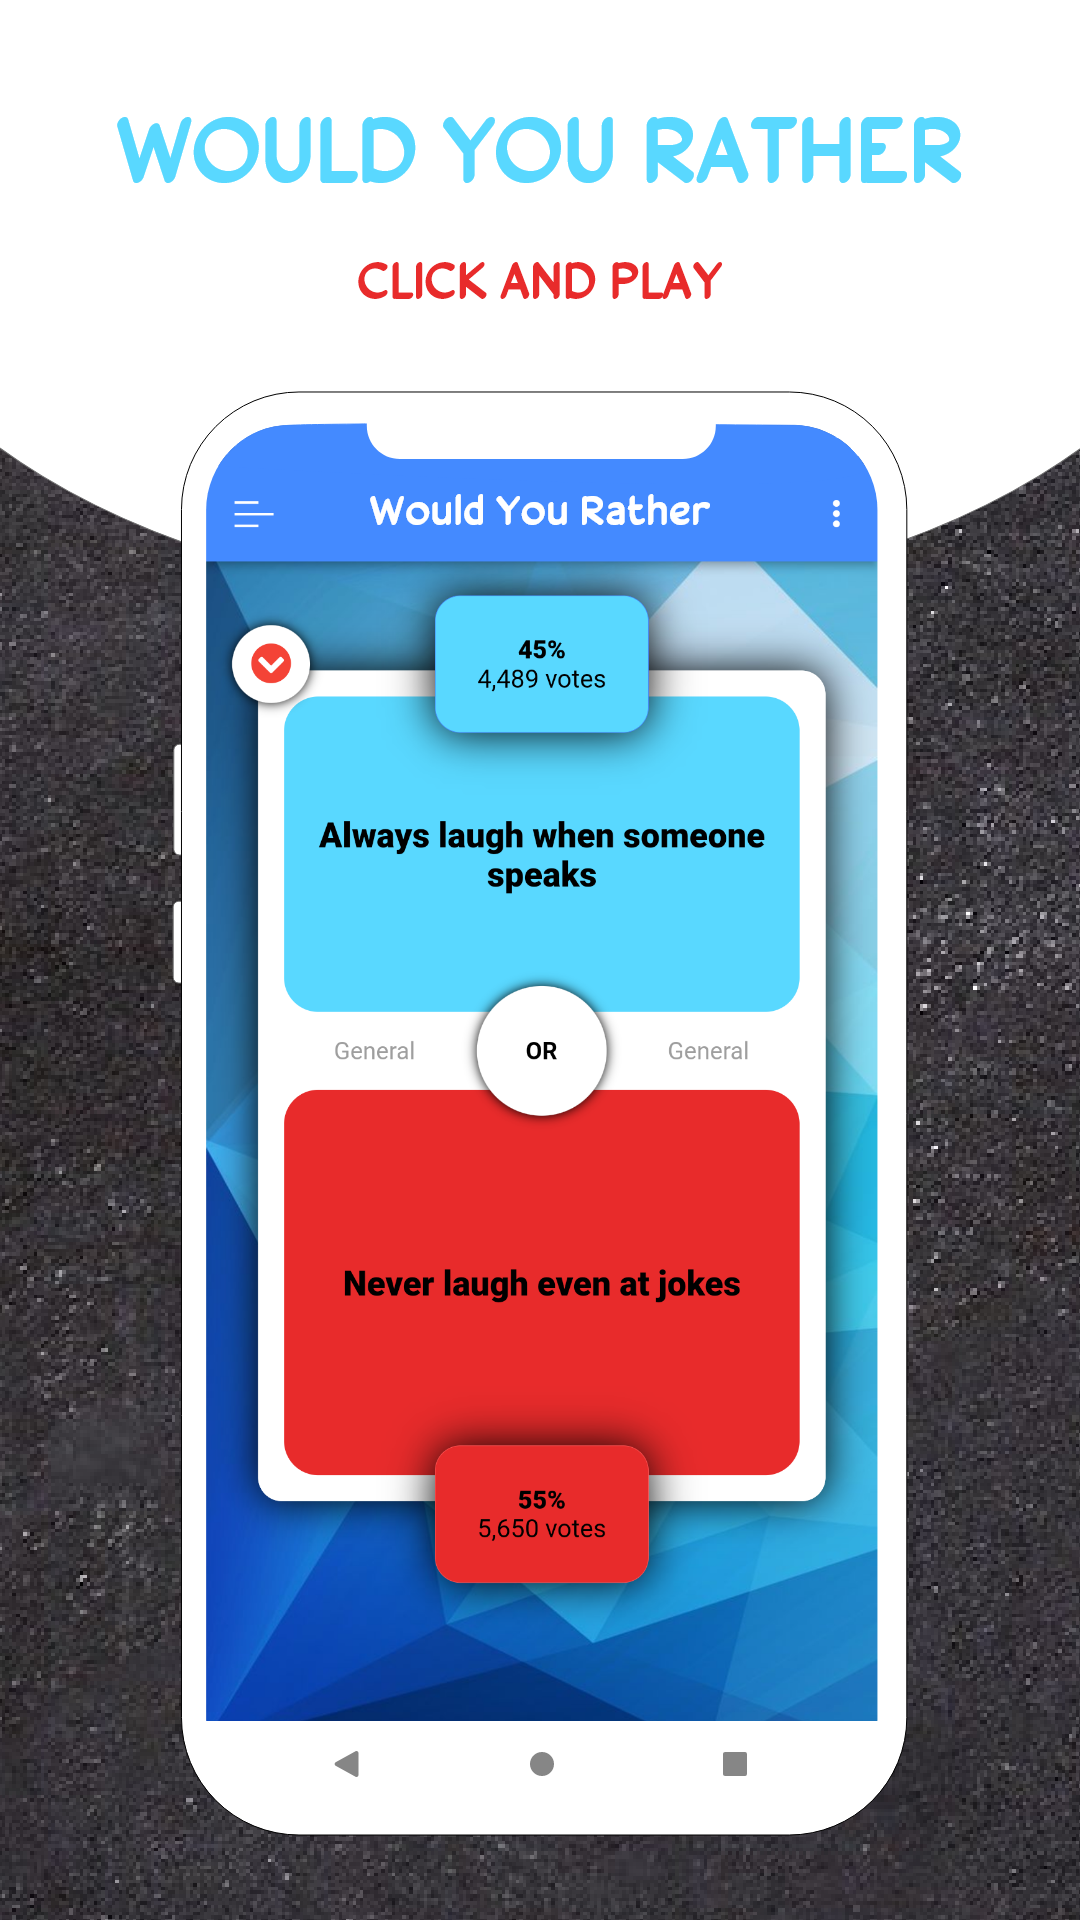 WOULD YOU RATHER
CLICK AND PLAY
Would You Rather
45%
4,489 votes
Always laugh when someone
speaks
General
OR
General
Never laugh even at jokes
55%
5,650 votes